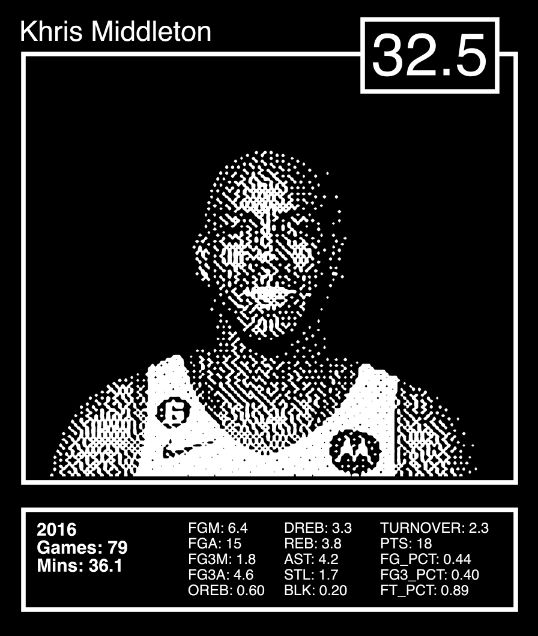 Khris Middleton
32.5
6
2016
Games: 79
Mins: 36.1
FGM: 6.4
FGA: 15
FG3M: 1.8
FG3A: 4.6
OREB: 0.60
DREB: 3.3
REB: 3.8
AST: 4.2
STL: 1.7
BLK: 0.20
TURNOVER: 2.3
PTS: 18
FG_PCT: 0.44
FG3_PCT: 0.40
FT_PCT: 0.89